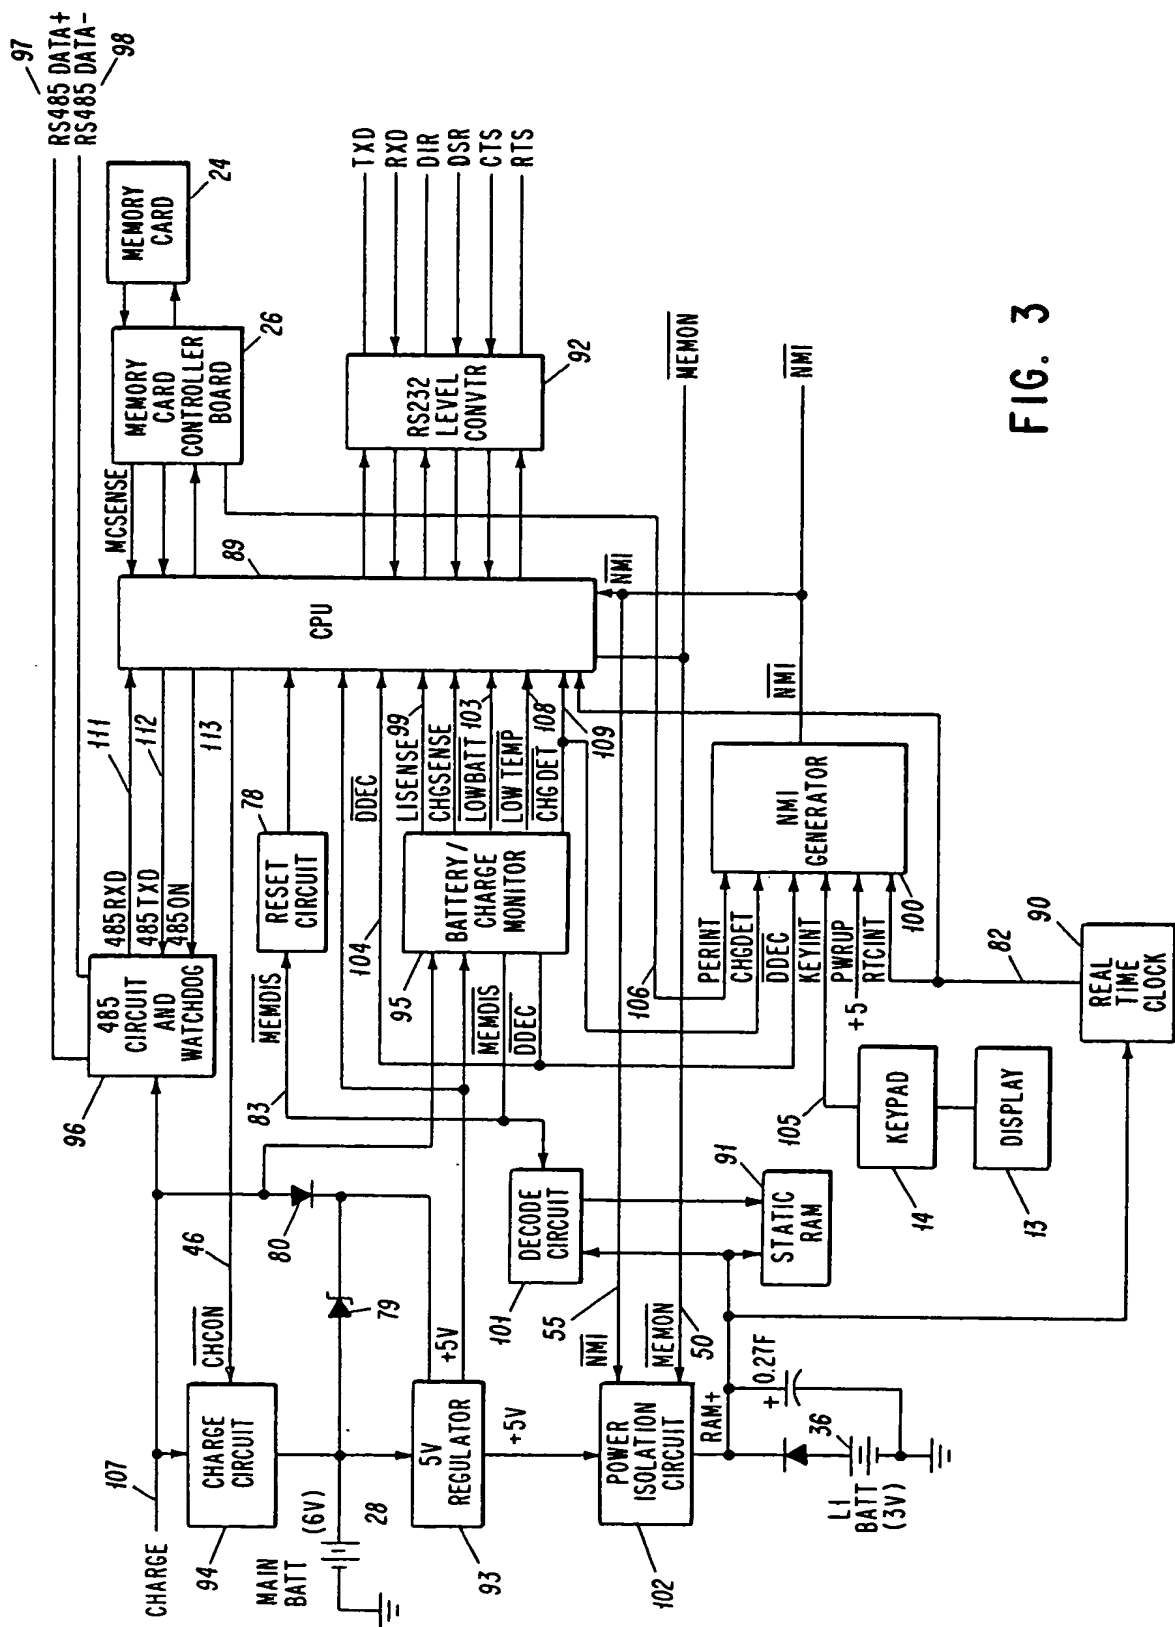 97
RS485 DATA+
RS485 DATA-
98
MEMORY
CARD
24
MEMORY
CARD
CONTROLLER
BOARD
26
MCSENSE
TXD
RXD
DIR
DSR
CTS
RTS
RS232
LEVEL
CONVTR
92
MEMON
NMI
CPU
89
NMI
111
112
113
485RXD
485TXD
485ON
485
CIRCUIT
AND
WATCHDOG
96
RESET
CIRCUIT
78
MEMDIS
83
DDEC
104
LISENSE
99
CHGSENSE
LOWBATT
103
LOW TEMP
108
CHGDET
109
BATTERY/
CHARGE
MONITOR
95
MEMDIS
DDEC
NMI
NMI
GENERATOR
100
PERINT
CHGDET
DDEC
KEYINT
PWRUP
RTCINT
+5
106
105
82
REAL
TIME
CLOCK
90
KEYPAD
14
DISPLAY
13
CHARGE
107
CHARGE
CIRCUIT
94
CHCON
46
80
79
MAIN
BATT
(6V)
28
5V
REGULATOR
93
+5V
+5V
DECODE
CIRCUIT
101
STATIC
RAM
91
55
NMI
MEMON
50
POWER
ISOLATION
CIRCUIT
102
RAM+
+ 0.27F
36
LI
BATT
(3V)
FIG. 3